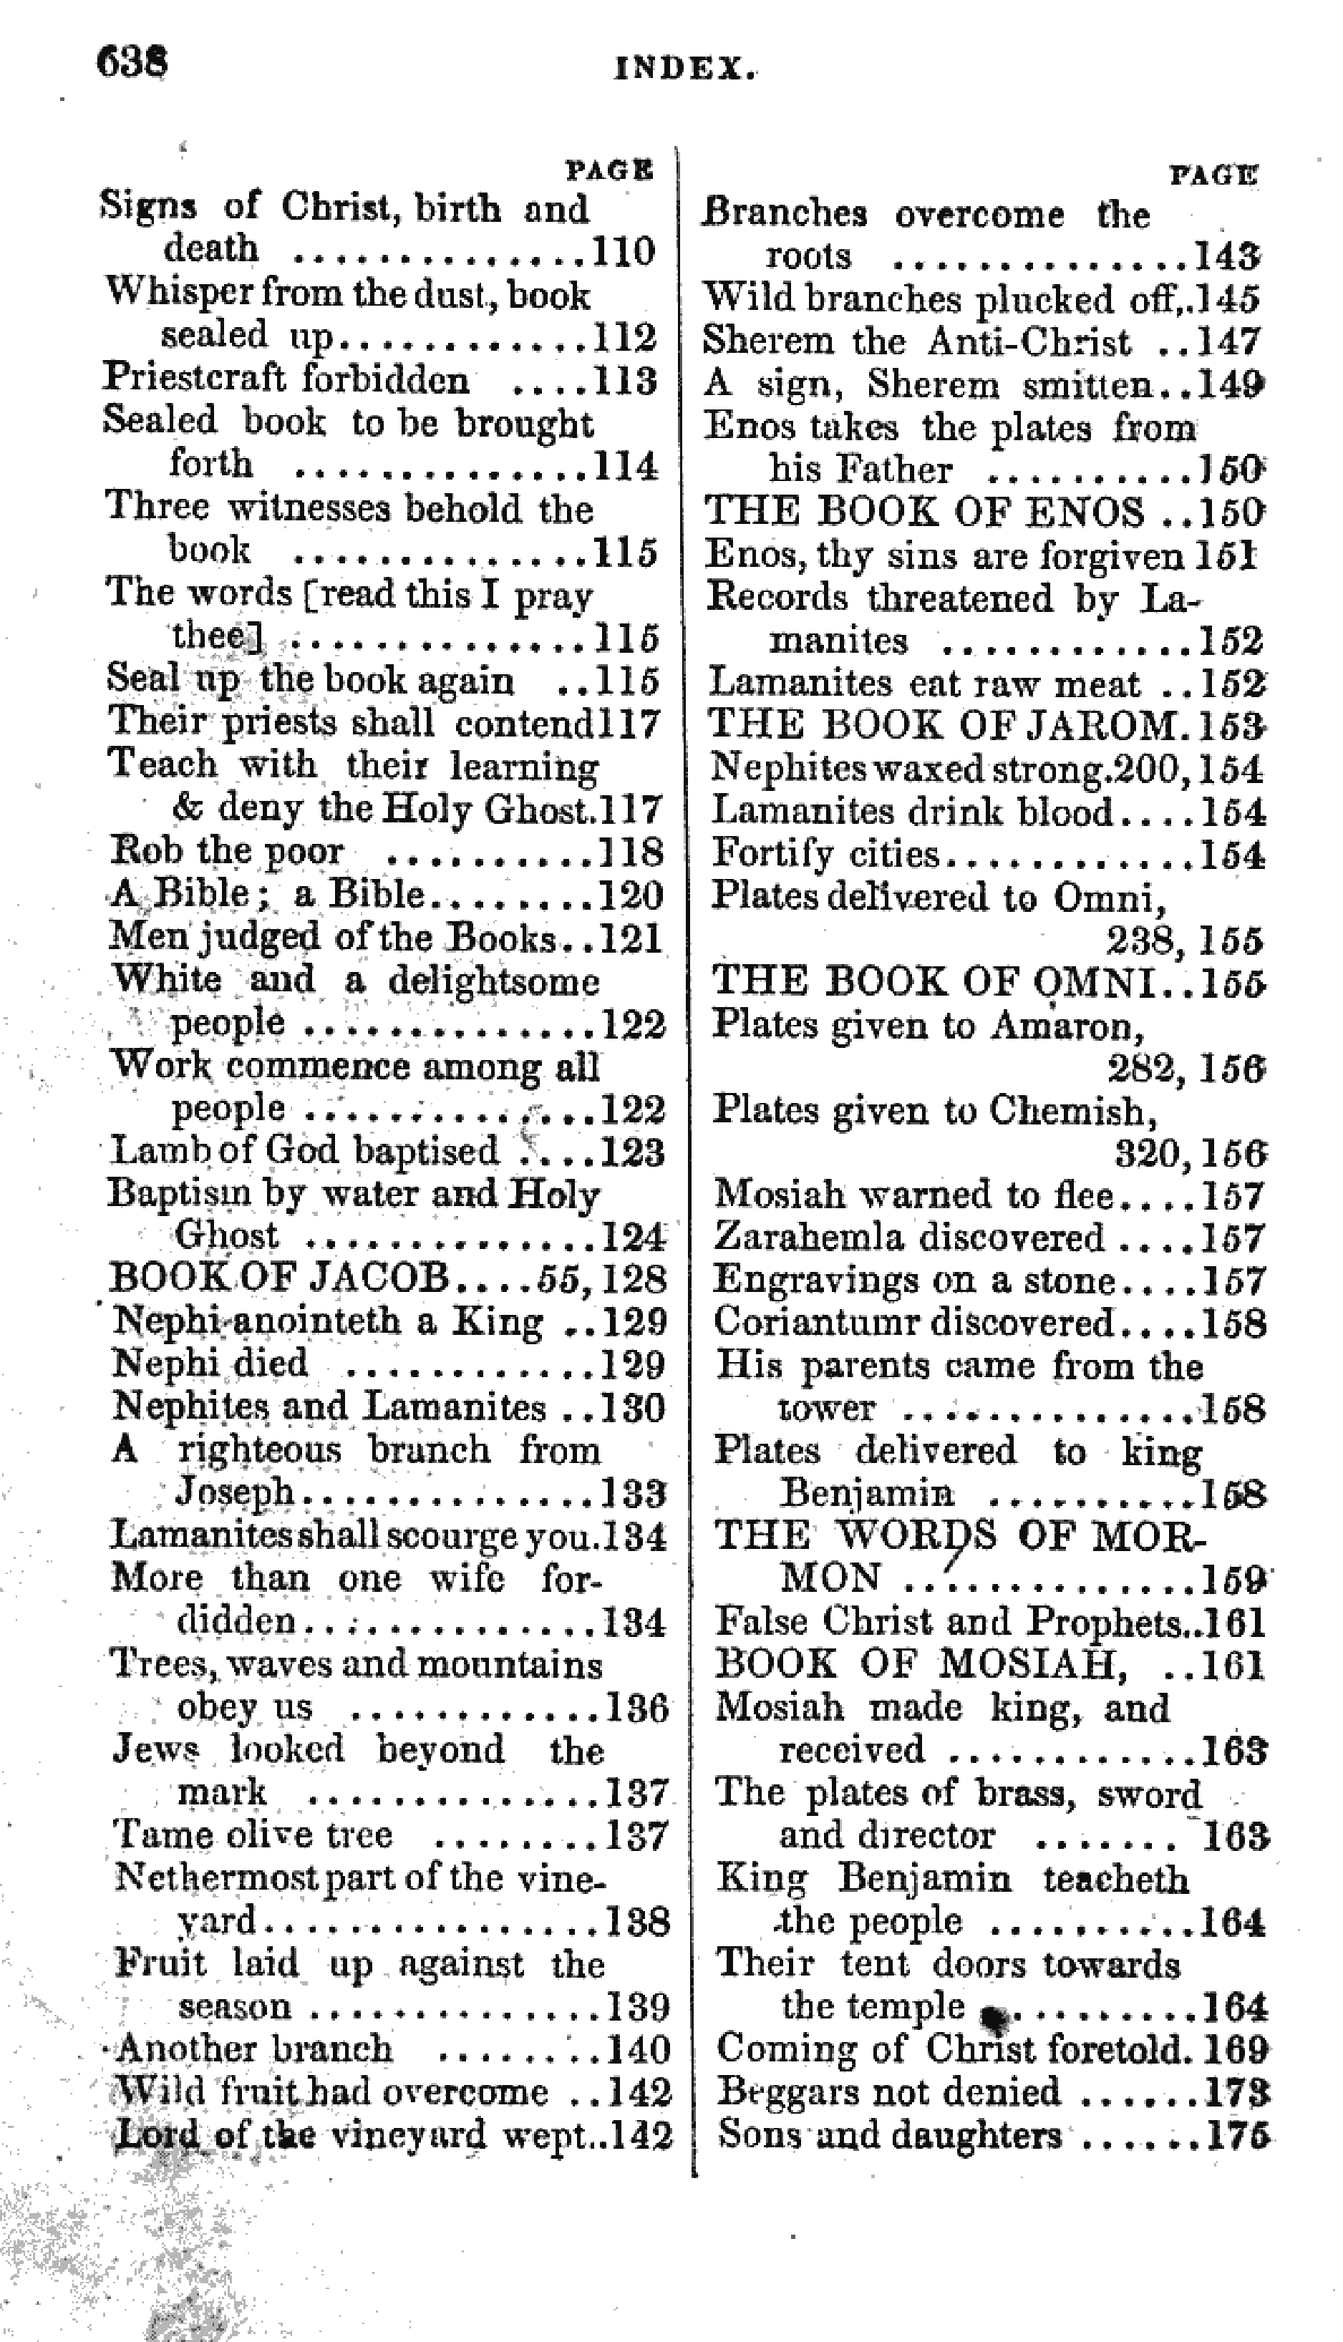 638
INDEX.
PAGE
Signs of Christ, birth and
death ..............110
Whisper from the dust, book
sealed up............112
Priestcraft forbidden ....113
Sealed book to be brought
forth ..............114
Three witnesses behold the
book ..............115
The words [read this I pray
thee] ..............115
Seal up the book again ..115
Their priests shall contend117
Teach with their learning
& deny the Holy Ghost.117
Rob the poor ..........118
A Bible; a Bible........120
Men judged of the Books..121
White and a delightsome
people ..............122
Work commence among all
people ..............122
Lamb of God baptised ....123
Baptism by water and Holy
Ghost ..............124
BOOK OF JACOB....55, 128
Nephi anointeth a King ..129
Nephi died ............129
Nephites and Lamanites ..130
A righteous branch from
Joseph..............133
Lamanites shall scourge you.134
More than one wife for-
didden..............134
Trees, waves and mountains
obey us ............136
Jews looked beyond the
mark ..............137
Tame olive tree ........137
Nethermost part of the vine-
yard................138
Fruit laid up against the
season ..............139
Another branch ........140
Wild fruit had overcome ..142
Lord of the vineyard wept..142
PAGE
Branches overcome the
roots ..............143
Wild branches plucked off,.145
Sherem the Anti-Christ ..147
A sign, Sherem smitten..149
Enos takes the plates from
his Father ..........150
THE BOOK OF ENOS ..150
Enos, thy sins are forgiven 151
Records threatened by La-
manites ............152
Lamanites eat raw meat ..152
THE BOOK OF JAROM.153
Nephites waxed strong.200, 154
Lamanites drink blood....154
Fortify cities............154
Plates delivered to Omni,
238, 155
THE BOOK OF OMNI..155
Plates given to Amaron,
282, 156
Plates given to Chemish,
320, 156
Mosiah warned to flee....157
Zarahemla discovered ....157
Engravings on a stone....157
Coriantumr discovered....158
His parents came from the
tower ..............158
Plates delivered to king
Benjamin ..........158
THE WORDS OF MOR-
MON ..............159
False Christ and Prophets..161
BOOK OF MOSIAH, ..161
Mosiah made king, and
received ............163
The plates of brass, sword
and director ....... 163
King Benjamin teacheth
the people ..........164
Their tent doors towards
the temple ..........164
Coming of Christ foretold.169
Beggars not denied ......173
Sons and daughters ......175